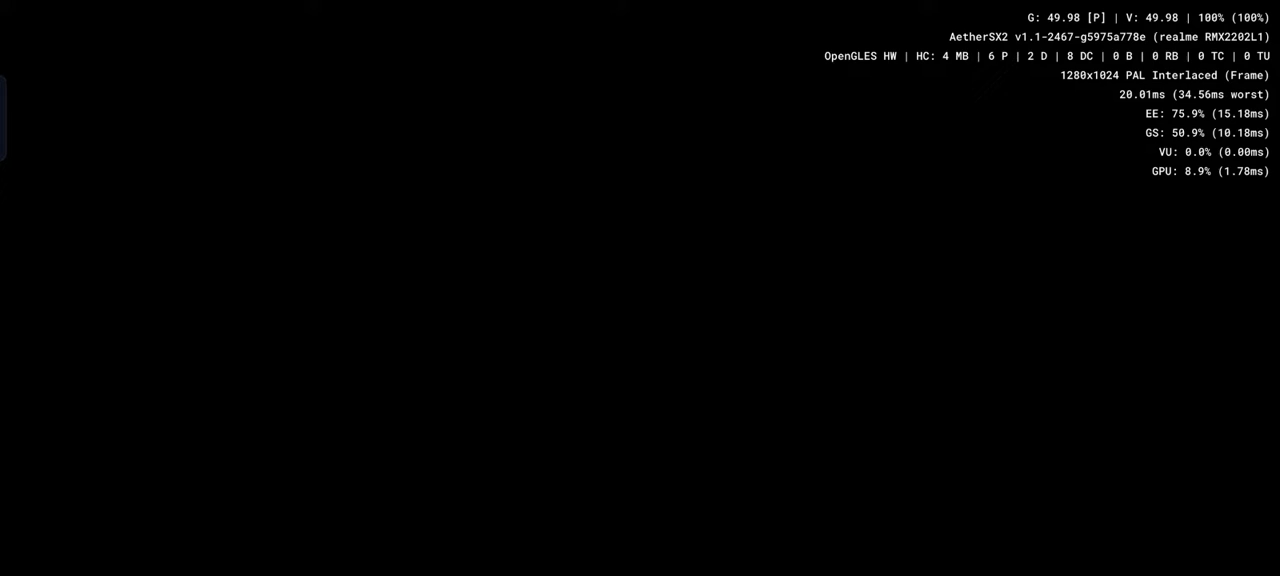 G: 49.98 [P] | V: 49.98 | 100% (100%)
AetherSX2 v1.1-2467-g5975a778e (realme RMX2202L1)
OpenGLES HW | HC: 4 MB | 6 P | 2 D | 8 DC | 0 B | 0 RB | 0 TC | 0 TU
1280x1024 PAL Interlaced (Frame)
20.01ms (34.56ms worst)
EE: 75.9% (15.18ms)
GS: 50.9% (10.18ms)
VU: 0.0% (0.00ms)
GPU: 8.9% (1.78ms)